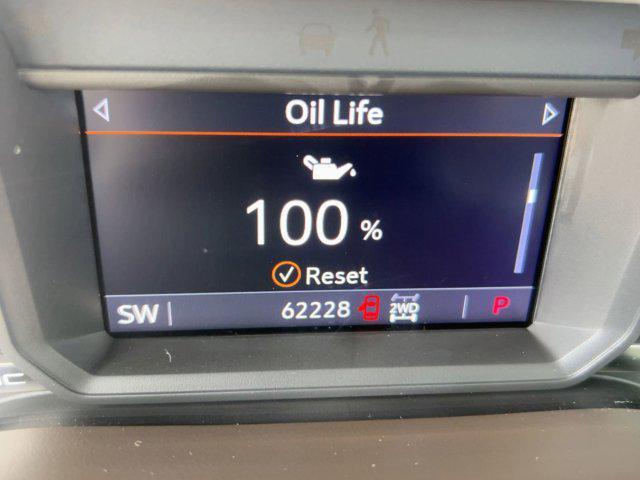 Oil Life
100 %
Reset
SW 62228 2WD P